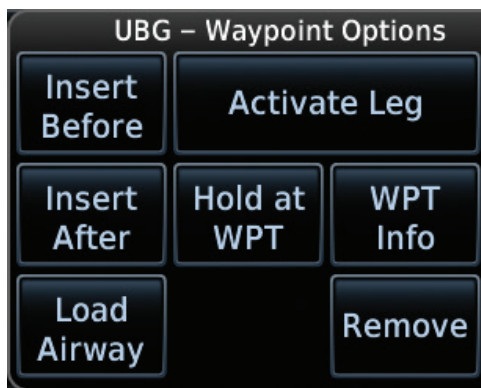 UBG – Waypoint Options
Insert
Before
Activate Leg
Insert
After
Hold at
WPT
WPT
Info
Load
Airway
Remove